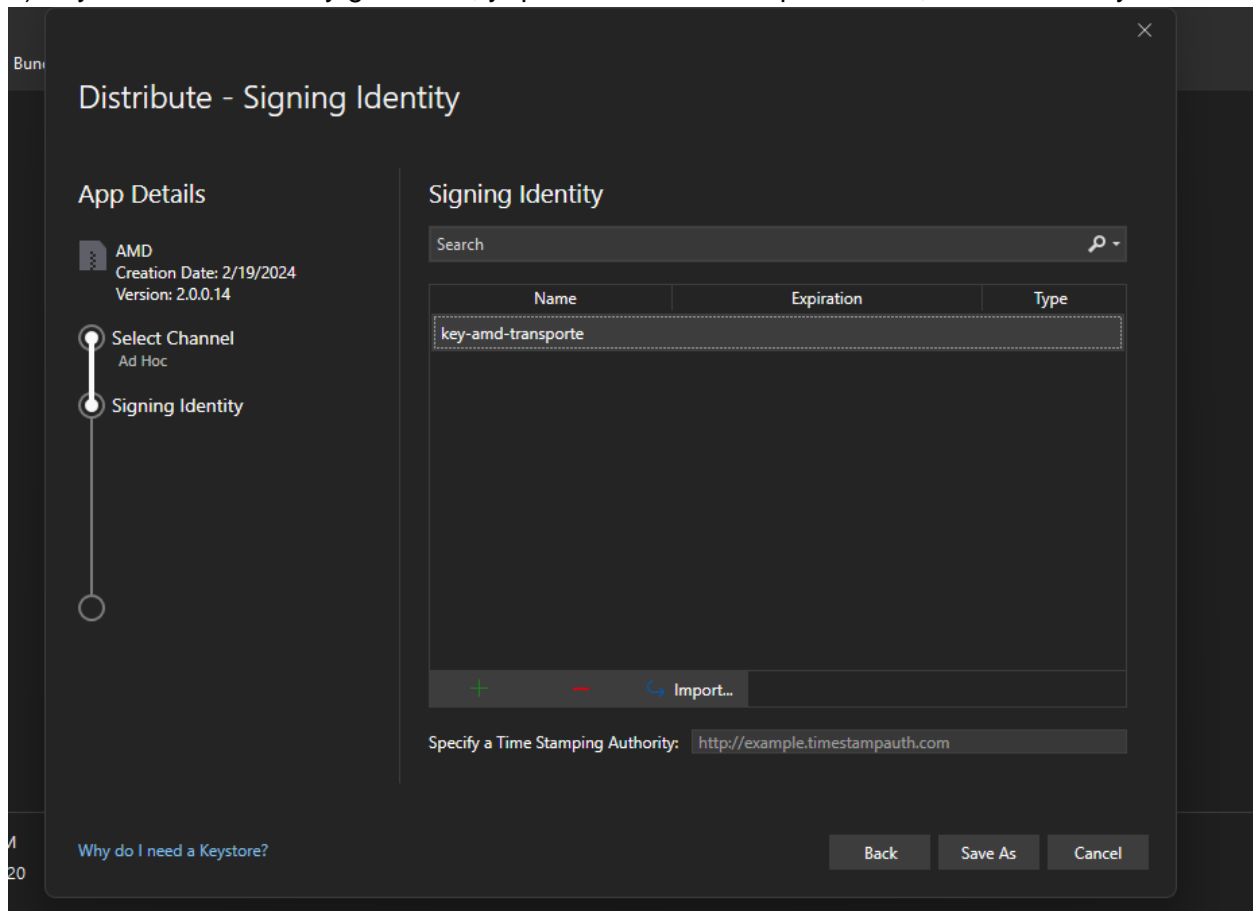 Bun
Distribute - Signing Identity
App Details
AMD
Creation Date: 2/19/2024
Version: 2.0.0.14
Select Channel
Ad Hoc
Signing Identity
Signing Identity
Search
Name Expiration Type
key-amd-transporte
Import...
Specify a Time Stamping Authority: http://example.timestampauth.com
M
20
Why do I need a Keystore?
Back Save As Cancel